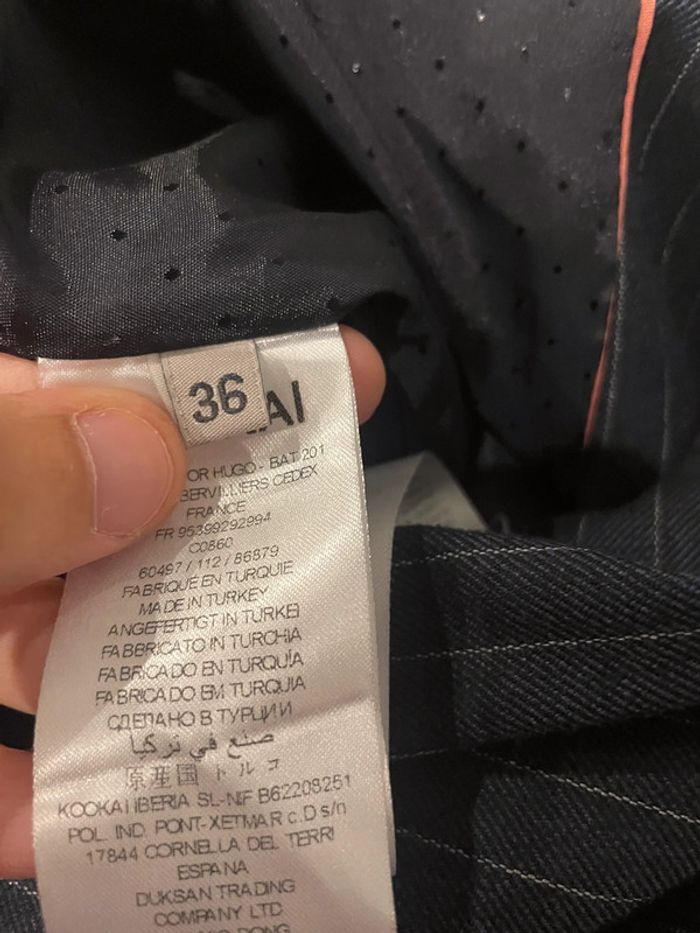 36
AI
OR HUGO - BAT 201
BERVILLIERS CEDEX
FRANCE
FR 95399292994
C0860
60497 / 112 / 86879
FABRIQUÉ EN TURQUIE
MADE IN TURKEY
ANGEFERTIGT IN TURKEI
FABBRICATO IN TURCHIA
FABRICADO EN TURQUÍA
FABRICADO EM TURQUIA
СДЕЛАНО В ТУРЦИИ
صنع في تركيا
原産国 トルコ
KOOKAI IBERIA SL-NIF B62208251
POL. IND. PONT-XETMAR c.D s/n
17844 CORNELLA DEL TERRI
ESPANA
DUKSAN TRADING
COMPANY LTD
DONG